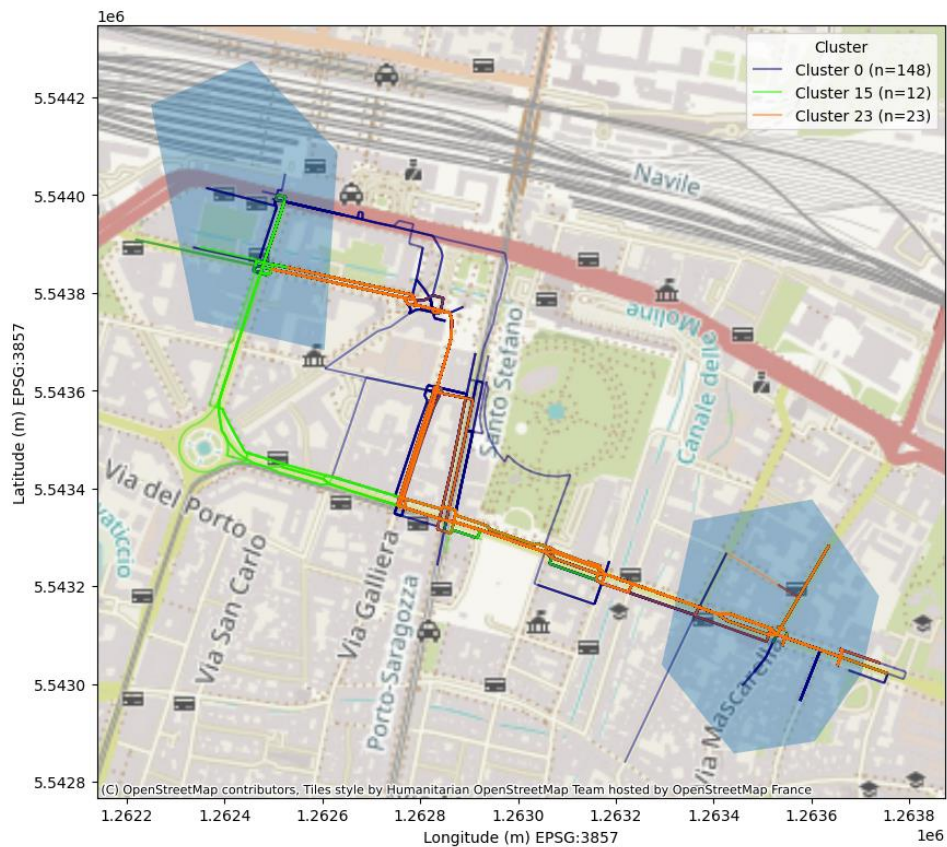 1e6
Cluster
Cluster 0 (n=148)
Cluster 15 (n=12)
Cluster 23 (n=23)
5.5442
5.5440
5.5438
5.5436
5.5434
5.5432
5.5430
5.5428
Latitude (m) EPSG:3857
Navile
Moline
Canale delle
Santo Stefano
Via del Porto
Via San Carlo
Via Galliera
Porto-Saragozza
Via Mascarella
(C) OpenStreetMap contributors, Tiles style by Humanitarian OpenStreetMap Team hosted by OpenStreetMap France
1.2622 1.2624 1.2626 1.2628 1.2630 1.2632 1.2634 1.2636 1.2638
1e6
Longitude (m) EPSG:3857